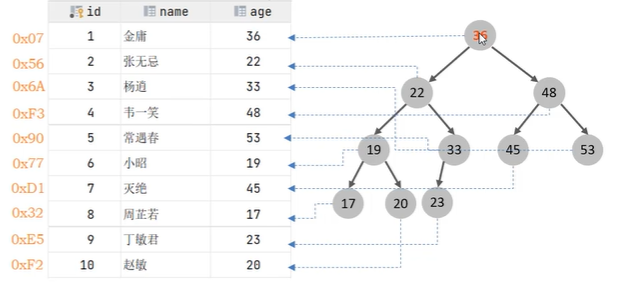 id name age
0x07 1 金庸 36
0x56 2 张无忌 22
0x6A 3 杨逍 33
0xF3 4 韦一笑 48
0x90 5 常遇春 53
0x77 6 小昭 19
0xD1 7 灭绝 45
0x32 8 周芷若 17
0xE5 9 丁敏君 23
0xF2 10 赵敏 20
36
22 48
19 33 45 53
17 20 23